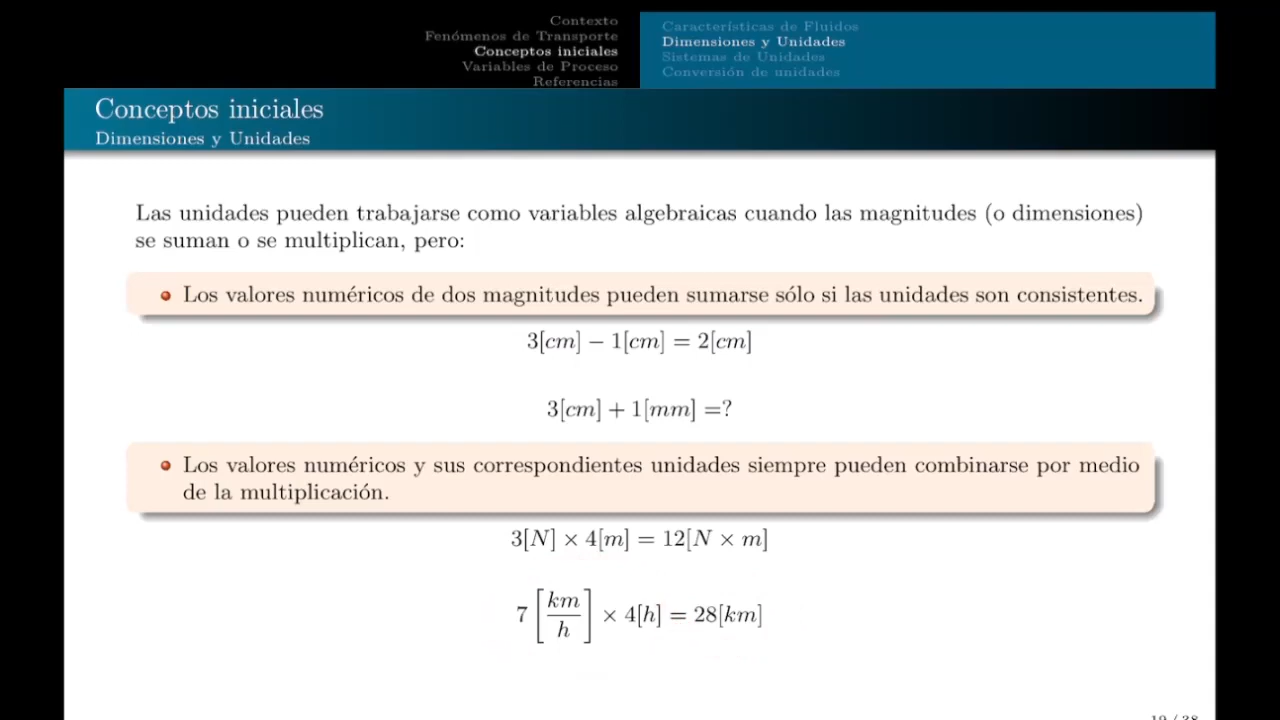 Contexto
Fenómenos de Transporte
Conceptos iniciales
Variables de Proceso
Referencias
Características de Fluidos
Dimensiones y Unidades
Sistemas de Unidades
Conversión de unidades
Conceptos iniciales
Dimensiones y Unidades
Las unidades pueden trabajarse como variables algebraicas cuando las magnitudes (o dimensiones)
se suman o se multiplican, pero:
Los valores numéricos de dos magnitudes pueden sumarse sólo si las unidades son consistentes.
3[cm] − 1[cm] = 2[cm]
3[cm] + 1[mm] =?
Los valores numéricos y sus correspondientes unidades siempre pueden combinarse por medio
de la multiplicación.
3[N] × 4[m] = 12[N × m]
7 [km/h] × 4[h] = 28[km]